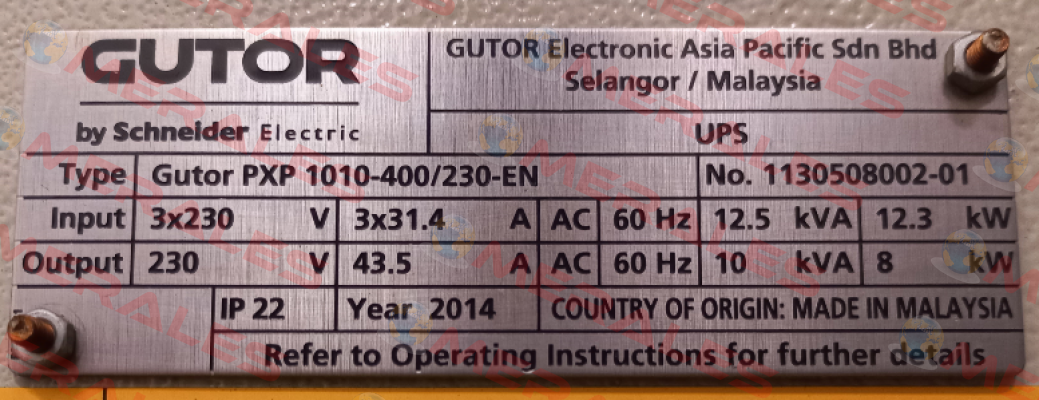 GUTOR
by Schneider Electric
GUTOR Electronic Asia Pacific Sdn Bhd
Selangor / Malaysia
UPS
Type Gutor PXP 1010-400/230-EN No. 1130508002-01
Input 3x230 V 3x31.4 A AC 60 Hz 12.5 kVA 12.3 kW
Output 230 V 43.5 A AC 60 Hz 10 kVA 8 kW
IP 22 Year 2014 COUNTRY OF ORIGIN: MADE IN MALAYSIA
Refer to Operating Instructions for further details